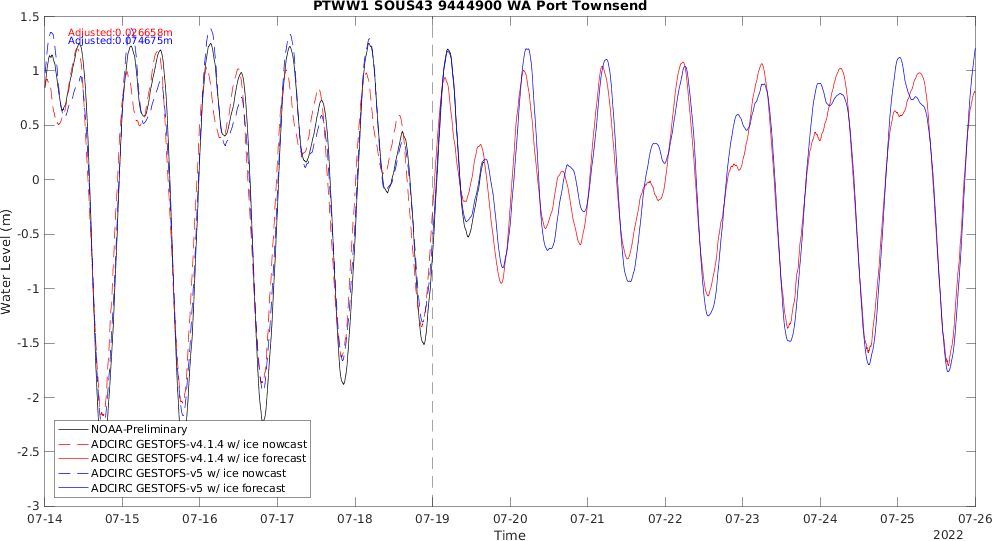 PTWW1 SOUS43 9444900 WA Port Townsend
1.5
Adjusted:0.026658m
Adjusted:0.074675m
1
0.5
0
-0.5
-1
-1.5
-2
-2.5
-3
Water Level (m)
NOAA-Preliminary
ADCIRC GESTOFS-v4.1.4 w/ ice nowcast
ADCIRC GESTOFS-v4.1.4 w/ ice forecast
ADCIRC GESTOFS-v5 w/ ice nowcast
ADCIRC GESTOFS-v5 w/ ice forecast
07-14 07-15 07-16 07-17 07-18 07-19 07-20 07-21 07-22 07-23 07-24 07-25 07-26
Time
2022